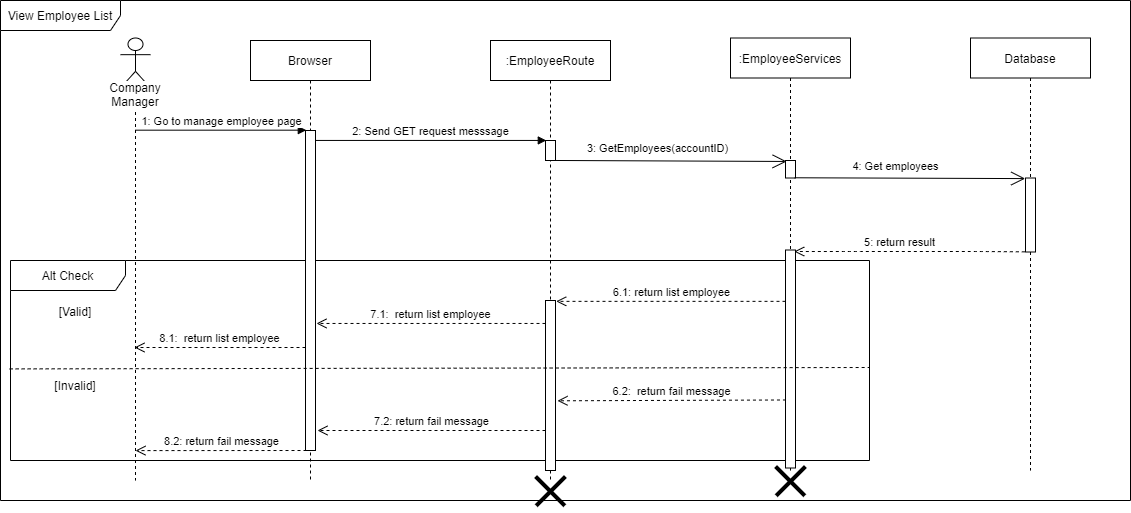 View Employee List
Company
Manager
Browser
:EmployeeRoute
:EmployeeServices
Database
1: Go to manage employee page
2: Send GET request messsage
3: GetEmployees(accountID)
4: Get employees
5: return result
Alt Check
[Valid]
6.1: return list employee
7.1: return list employee
8.1: return list employee
[Invalid]
6.2: return fail message
7.2: return fail message
8.2: return fail message